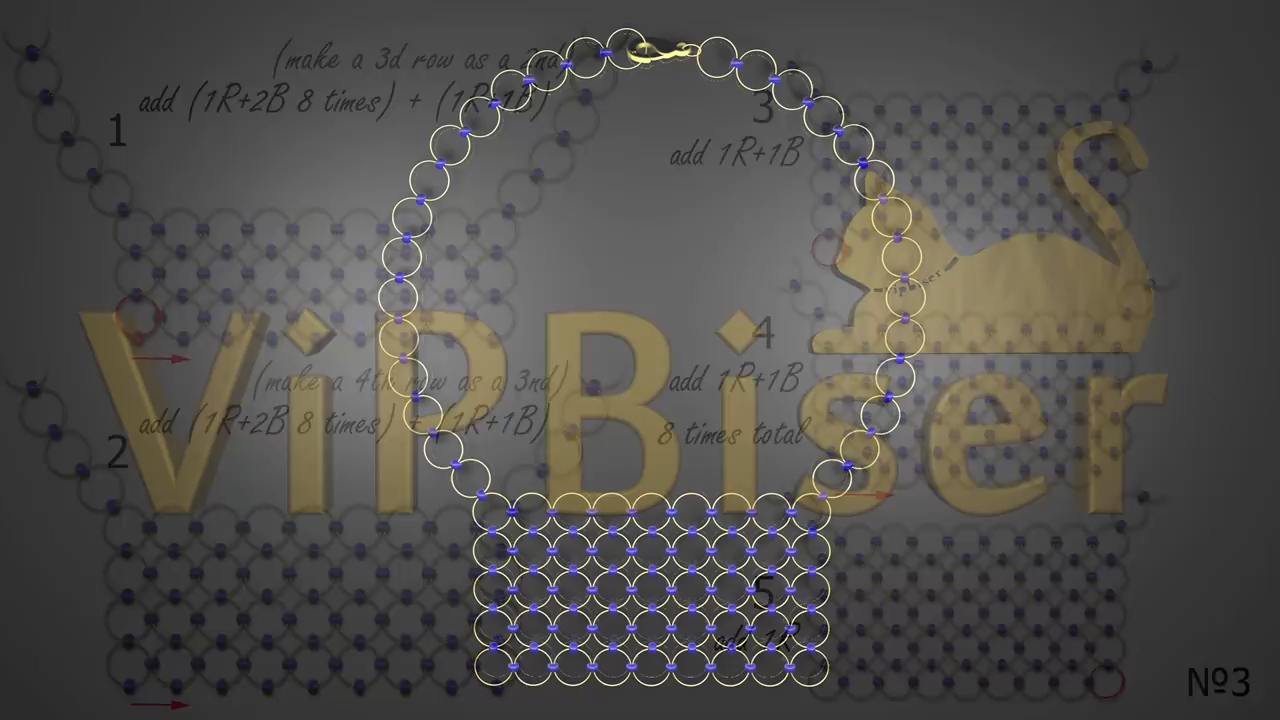 1
(make a 3d row as a 2nd)
add (1R+2B 8 times) + (1R+1B)
3
add 1R+1B
vipbiser
ViPBiser
2
(make a 4th row as a 3nd)
add (1R+2B 8 times) + (1R+1B)
4
add 1R+1B
8 times total
5
add 1R
№3